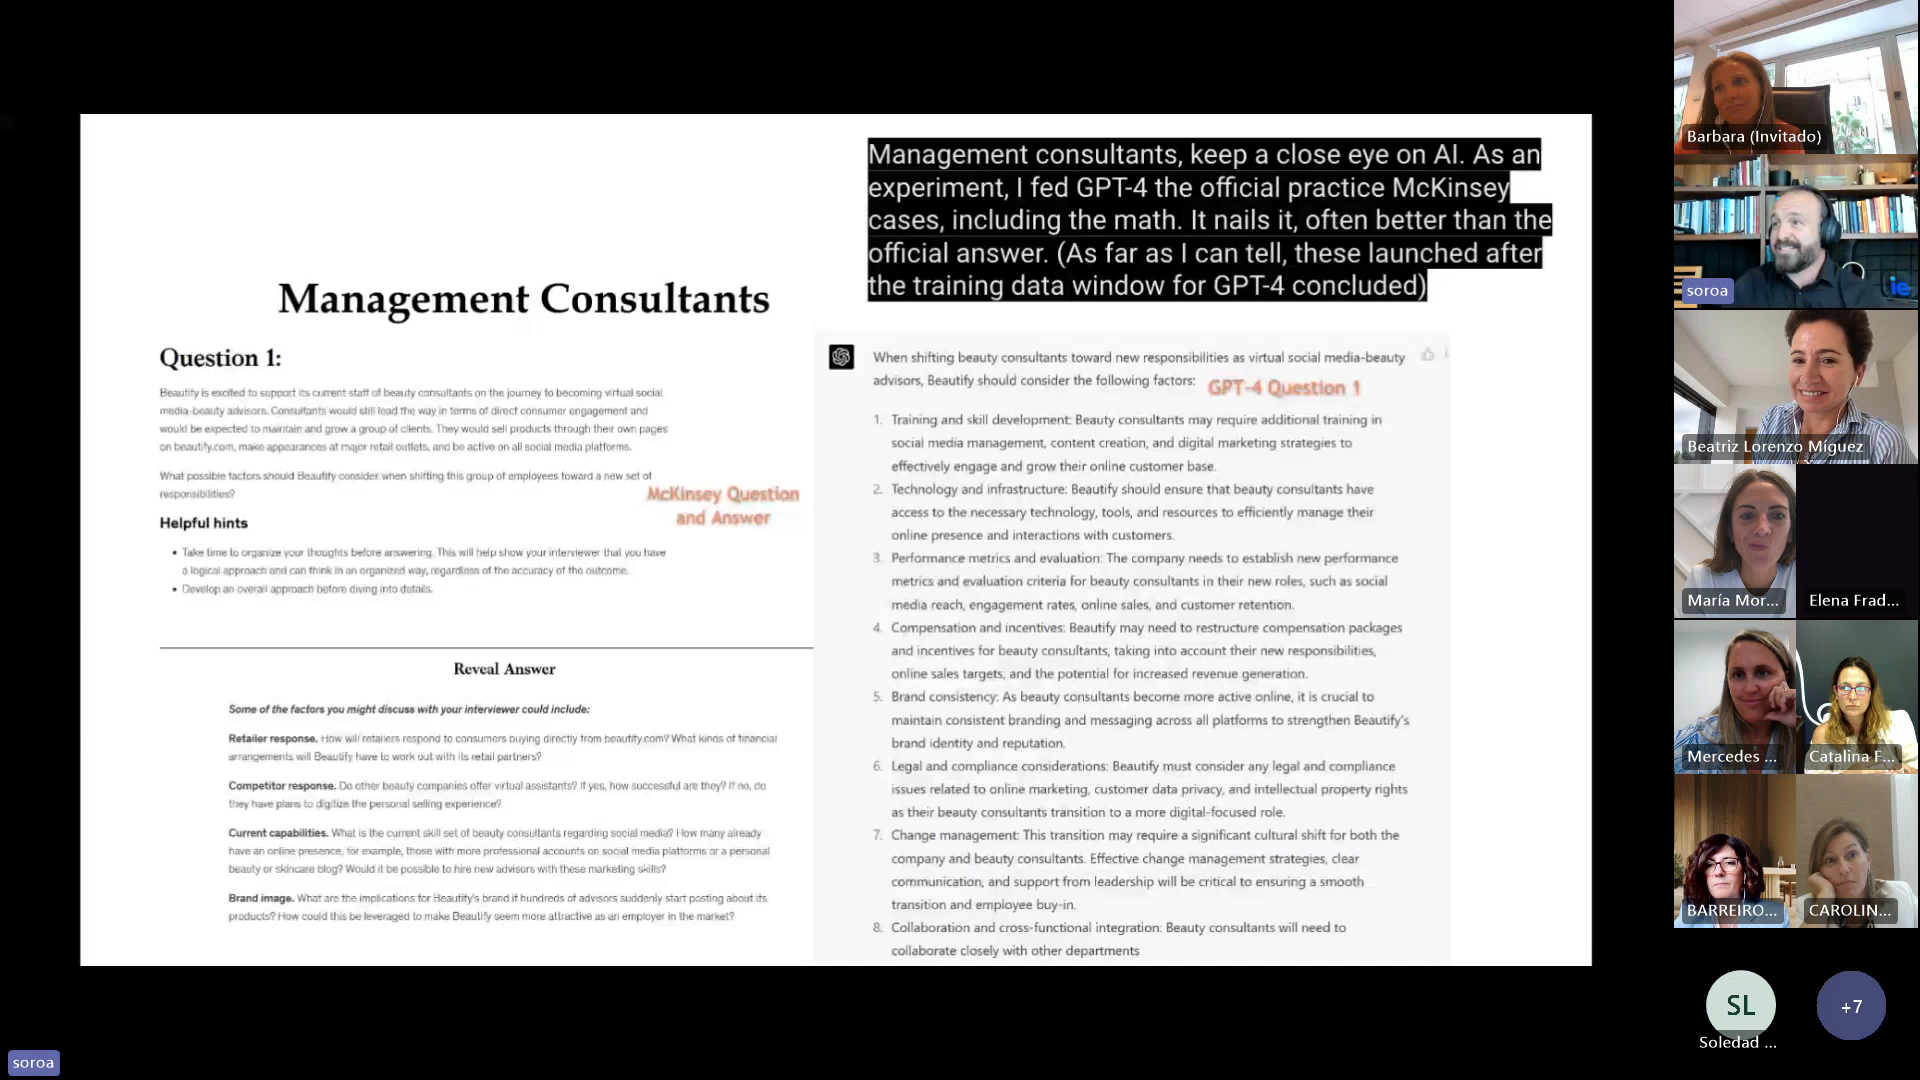 Management consultants, keep a close eye on AI. As an
experiment, I fed GPT-4 the official practice McKinsey
cases, including the math. It nails it, often better than the
official answer. (As far as I can tell, these launched after
the training data window for GPT-4 concluded)
Management Consultants
Question 1:
Beautify is excited to support its current staff of beauty consultants on the journey to becoming virtual social
media-beauty advisors. Consultants would still lead the way in terms of direct consumer engagement and
would be expected to maintain and grow a group of clients. They would sell products through their own pages
on beautify.com, make appearances at major retail outlets, and be active on all social media platforms.
What possible factors should Beautify consider when shifting this group of employees toward a new set of
responsibilities?
McKinsey Question
and Answer
Helpful hints
• Take time to organize your thoughts before answering. This will help show your interviewer that you have
a logical approach and can think in an organized way, regardless of the accuracy of the outcome.
• Develop an overall approach before diving into details.
Reveal Answer
Some of the factors you might discuss with your interviewer could include:
Retailer response. How will retailers respond to consumers buying directly from beautify.com? What kinds of financial
arrangements will Beautify have to work out with its retail partners?
Competitor response. Do other beauty companies offer virtual assistants? If yes, how successful are they? If no, do
they have plans to digitize the personal selling experience?
Current capabilities. What is the current skill set of beauty consultants regarding social media? How many already
have an online presence, for example, those with more professional accounts on social media platforms or a personal
beauty or skincare blog? Would it be possible to hire new advisors with these marketing skills?
Brand image. What are the implications for Beautify's brand if hundreds of advisors suddenly start posting about its
products? How could this be leveraged to make Beautify seem more attractive as an employer in the market?
When shifting beauty consultants toward new responsibilities as virtual social media-beauty
advisors, Beautify should consider the following factors:
GPT-4 Question 1
1. Training and skill development: Beauty consultants may require additional training in
social media management, content creation, and digital marketing strategies to
effectively engage and grow their online customer base.
2. Technology and infrastructure: Beautify should ensure that beauty consultants have
access to the necessary technology, tools, and resources to efficiently manage their
online presence and interactions with customers.
3. Performance metrics and evaluation: The company needs to establish new performance
metrics and evaluation criteria for beauty consultants in their new roles, such as social
media reach, engagement rates, online sales, and customer retention.
4. Compensation and incentives: Beautify may need to restructure compensation packages
and incentives for beauty consultants, taking into account their new responsibilities,
online sales targets, and the potential for increased revenue generation.
5. Brand consistency: As beauty consultants become more active online, it is crucial to
maintain consistent branding and messaging across all platforms to strengthen Beautify's
brand identity and reputation.
6. Legal and compliance considerations: Beautify must consider any legal and compliance
issues related to online marketing, customer data privacy, and intellectual property rights
as their beauty consultants transition to a more digital-focused role.
7. Change management: This transition may require a significant cultural shift for both the
company and beauty consultants. Effective change management strategies, clear
communication, and support from leadership will be critical to ensuring a smooth
transition and employee buy-in.
8. Collaboration and cross-functional integration: Beauty consultants will need to
collaborate closely with other departments
Barbara (Invitado)
soroa
ie
Beatriz Lorenzo Míguez
María Mor...
Elena Frad...
Mercedes ...
Catalina F...
BARREIRO...
CAROLIN...
SL
Soledad ...
+7
soroa